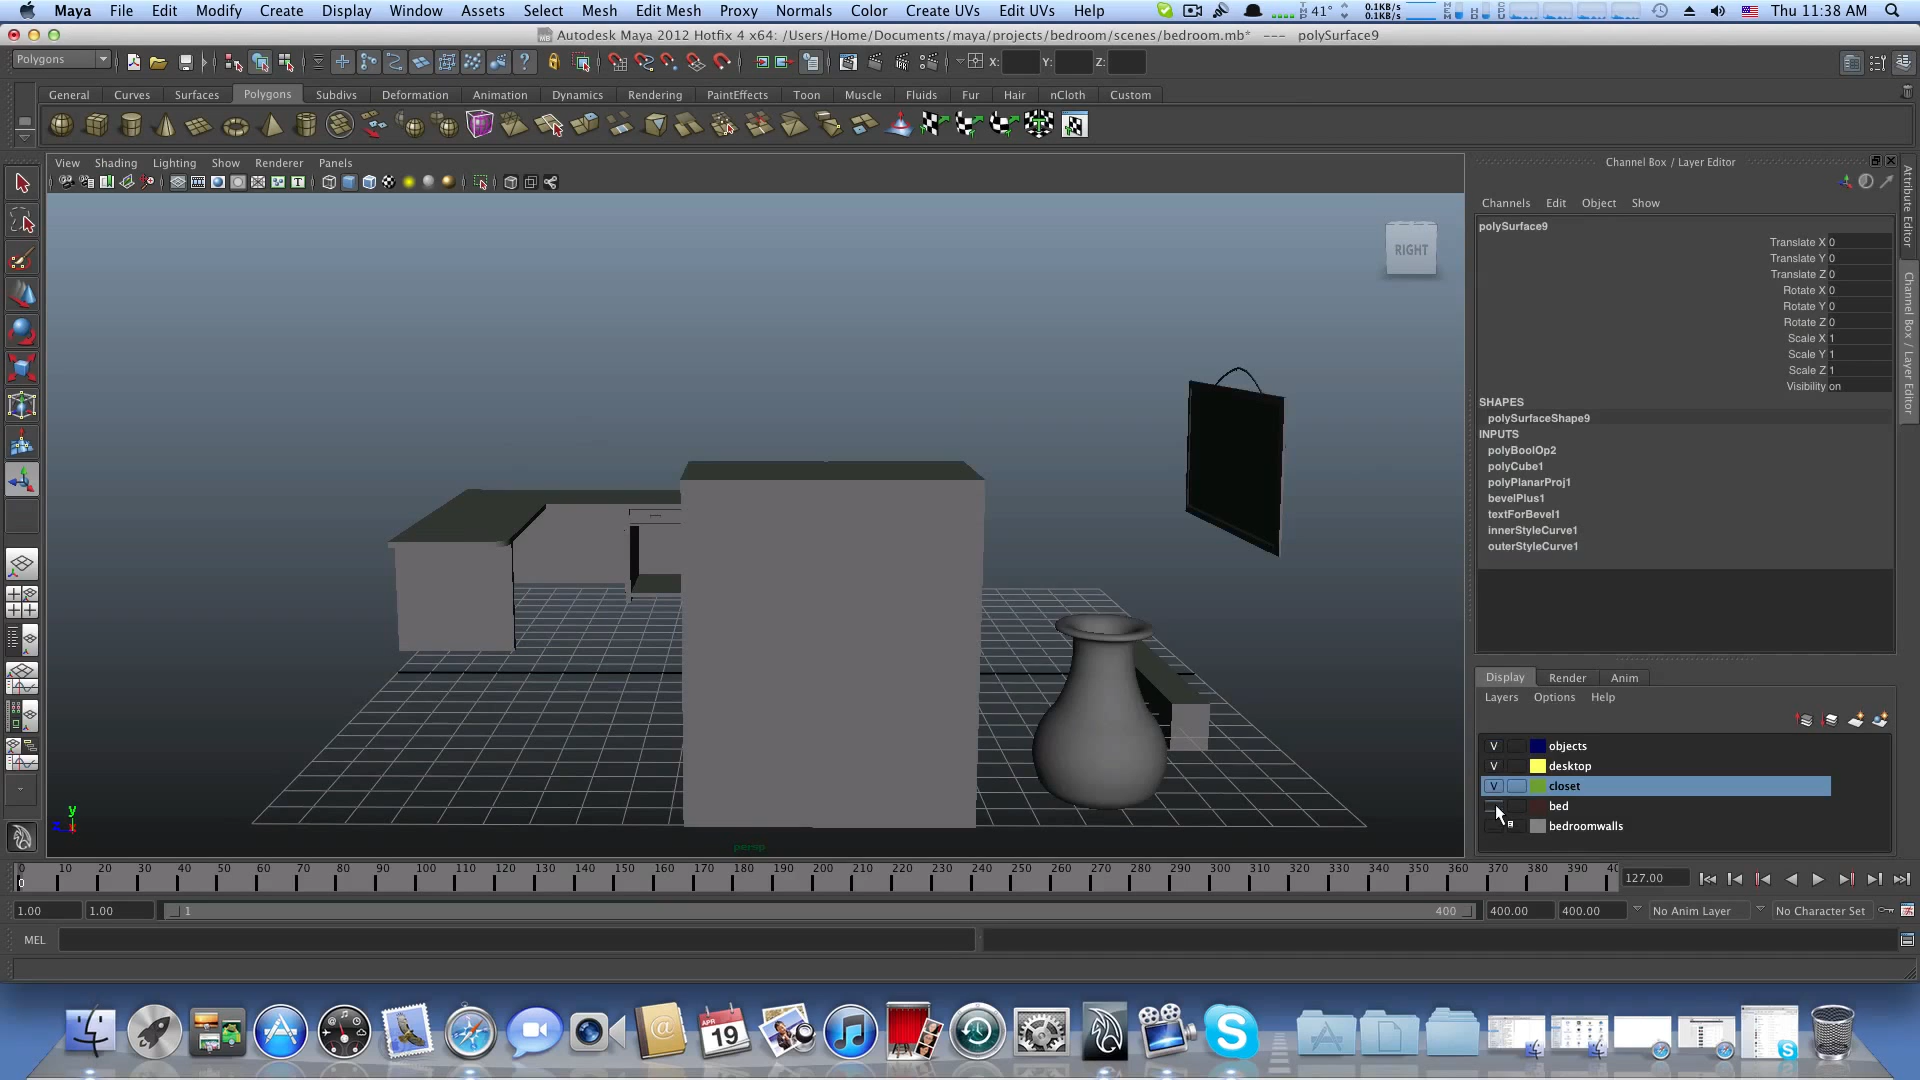 Maya File Edit Modify Create Display Window Assets Select Mesh Edit Mesh Proxy Normals Color Create UVs Edit UVs Help 41° 0.1KB/s 0.1KB/s Thu 11:38 AM
Autodesk Maya 2012 Hotfix 4 x64: /Users/Home/Documents/maya/projects/bedroom/scenes/bedroom.mb* --- polySurface9
Polygons X: Y: Z:
General Curves Surfaces Polygons Subdivs Deformation Animation Dynamics Rendering PaintEffects Toon Muscle Fluids Fur Hair nCloth Custom
View Shading Lighting Show Renderer Panels
Channel Box / Layer Editor
Channels Edit Object Show
RIGHT
polySurface9
Translate X 0
Translate Y 0
Translate Z 0
Rotate X 0
Rotate Y 0
Rotate Z 0
Scale X 1
Scale Y 1
Scale Z 1
Visibility on
SHAPES
polySurfaceShape9
INPUTS
polyBoolOp2
polyCube1
polyPlanarProj1
bevelPlus1
textForBevel1
innerStyleCurve1
outerStyleCurve1
Attribute Editor
Channel Box / Layer Editor
Display Render Anim
Layers Options Help
V objects
V desktop
V closet
bed
bedroomwalls
y
persp
0 10 20 30 40 50 60 70 80 90 100 110 120 130 140 150 160 170 180 190 200 210 220 230 240 250 260 270 280 290 300 310 320 330 340 350 360 370 380 390 40
0
127.00
1.00 1.00 1 400 400.00 400.00 No Anim Layer No Character Set
MEL
APR
19